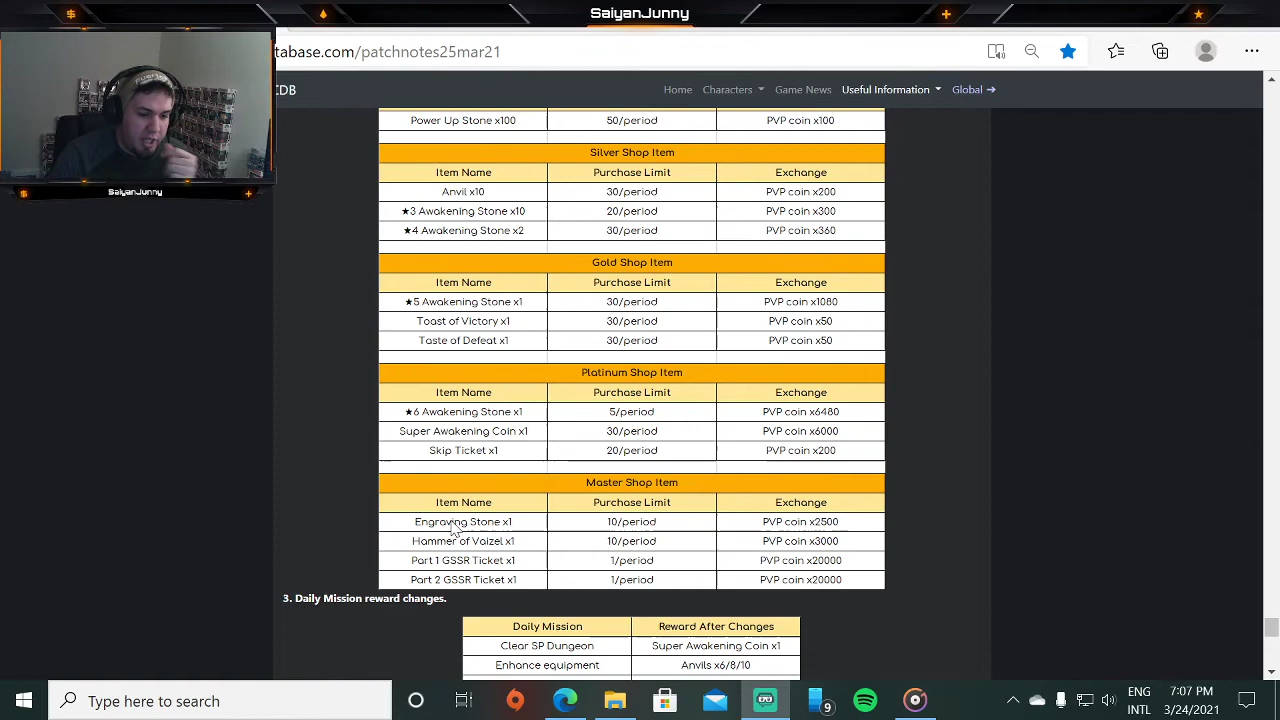 SaiyanJunny
tabase.com/patchnotes25mar21
CDB
Home Characters Game News Useful Information Global
Power Up Stone x100 50/period PVP coin x100
Silver Shop Item
Item Name Purchase Limit Exchange
Anvil x10 30/period PVP coin x200
★3 Awakening Stone x10 20/period PVP coin x300
★4 Awakening Stone x2 30/period PVP coin x360
Gold Shop Item
Item Name Purchase Limit Exchange
★5 Awakening Stone x1 30/period PVP coin x1080
Toast of Victory x1 30/period PVP coin x50
Taste of Defeat x1 30/period PVP coin x50
Platinum Shop Item
Item Name Purchase Limit Exchange
★6 Awakening Stone x1 5/period PVP coin x6480
Super Awakening Coin x1 30/period PVP coin x6000
Skip Ticket x1 20/period PVP coin x200
Master Shop Item
Item Name Purchase Limit Exchange
Engraving Stone x1 10/period PVP coin x2500
Hammer of Vaizel x1 10/period PVP coin x3000
Part 1 GSSR Ticket x1 1/period PVP coin x20000
Part 2 GSSR Ticket x1 1/period PVP coin x20000
3. Daily Mission reward changes.
Daily Mission Reward After Changes
Clear SP Dungeon Super Awakening Coin x1
Enhance equipment Anvils x6/8/10
SaiyanJunny
Type here to search
9
ENG
INTL
7:07 PM
3/24/2021